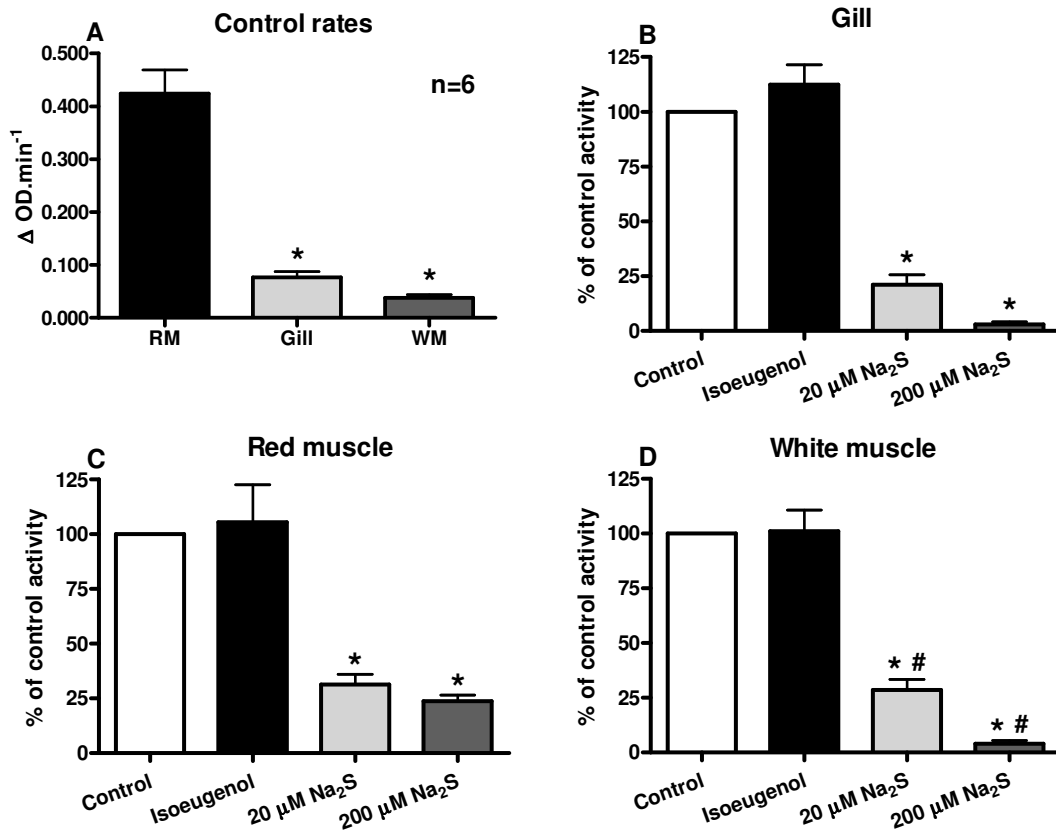 A
Control rates
0.500
0.400
0.300
0.200
0.100
0.000
Δ OD.min⁻¹
n=6
*
*
RM Gill WM
B
Gill
125
100
75
50
25
0
% of control activity
*
*
Control Isoeugenol 20 μM Na₂S 200 μM Na₂S
C
Red muscle
125
100
75
50
25
0
% of control activity
*
*
Control Isoeugenol 20 μM Na₂S 200 μM Na₂S
D
White muscle
125
100
75
50
25
0
% of control activity
* #
* #
Control Isoeugenol 20 μM Na₂S 200 μM Na₂S